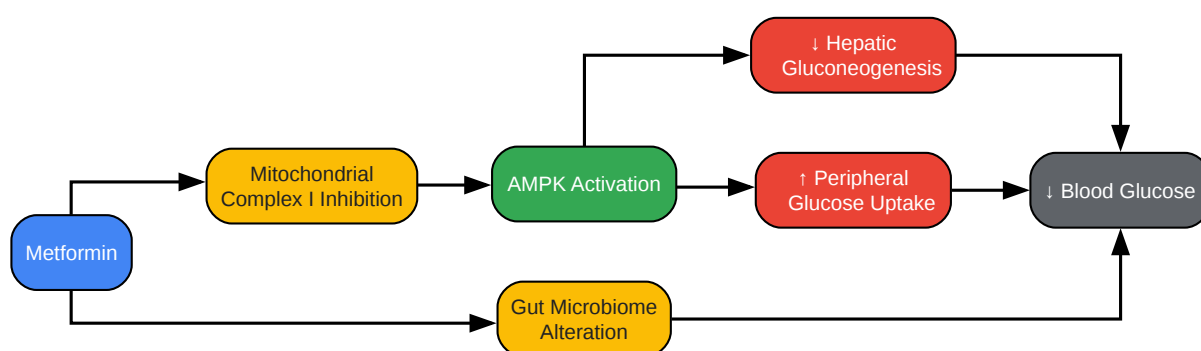 ↓ Hepatic
Gluconeogenesis
Mitochondrial
Complex I Inhibition
AMPK Activation
↑ Peripheral
Glucose Uptake
↓ Blood Glucose
Metformin
Gut Microbiome
Alteration